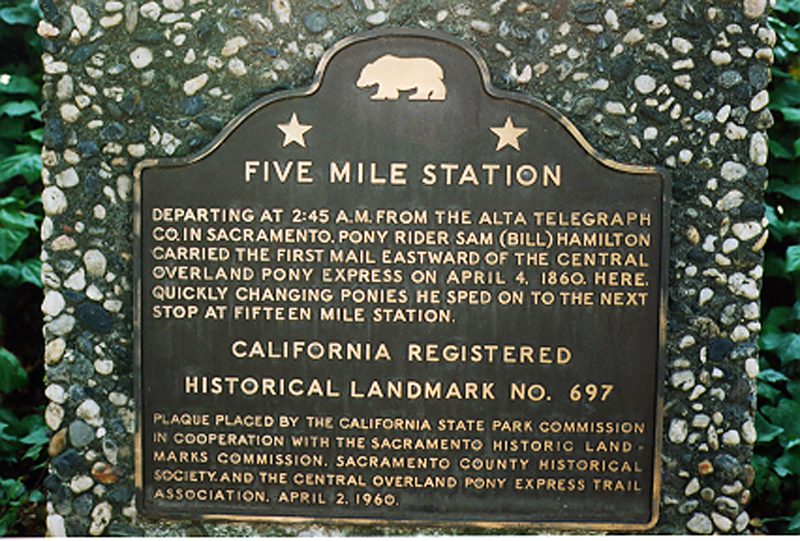 FIVE MILE STATION
DEPARTING AT 2:45 A.M. FROM THE ALTA TELEGRAPH
CO. IN SACRAMENTO, PONY RIDER SAM (BILL) HAMILTON
CARRIED THE FIRST MAIL EASTWARD OF THE CENTRAL
OVERLAND PONY EXPRESS ON APRIL 4, 1860. HERE,
QUICKLY CHANGING PONIES HE SPED ON TO THE NEXT
STOP AT FIFTEEN MILE STATION.
CALIFORNIA REGISTERED
HISTORICAL LANDMARK NO. 697
PLAQUE PLACED BY THE CALIFORNIA STATE PARK COMMISSION
IN COOPERATION WITH THE SACRAMENTO HISTORIC LAND-
MARKS COMMISSION, SACRAMENTO COUNTY HISTORICAL
SOCIETY, AND THE CENTRAL OVERLAND PONY EXPRESS TRAIL
ASSOCIATION, APRIL 2, 1960.